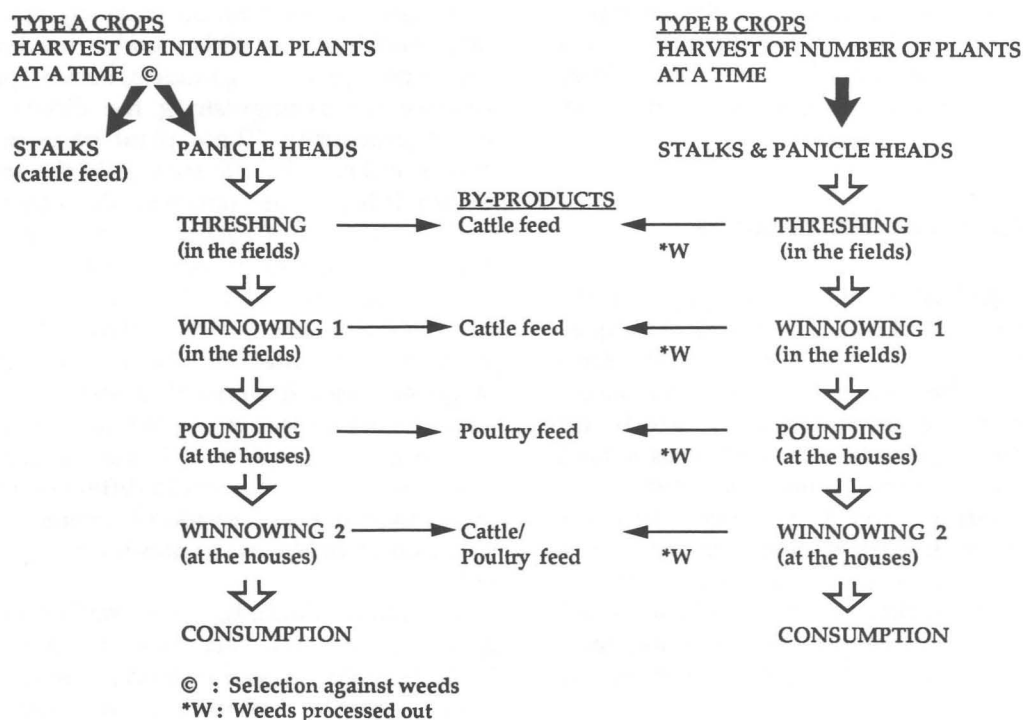 TYPE A CROPS
HARVEST OF INIVIDUAL PLANTS
AT A TIME ©
STALKS
(cattle feed)
PANICLE HEADS
THRESHING
(in the fields)
WINNOWING 1
(in the fields)
POUNDING
(at the houses)
WINNOWING 2
(at the houses)
CONSUMPTION
BY-PRODUCTS
Cattle feed
Cattle feed
Poultry feed
Cattle/
Poultry feed
*W
*W
*W
*W
TYPE B CROPS
HARVEST OF NUMBER OF PLANTS
AT A TIME
STALKS & PANICLE HEADS
THRESHING
(in the fields)
WINNOWING 1
(in the fields)
POUNDING
(at the houses)
WINNOWING 2
(at the houses)
CONSUMPTION
© : Selection against weeds
*W : Weeds processed out